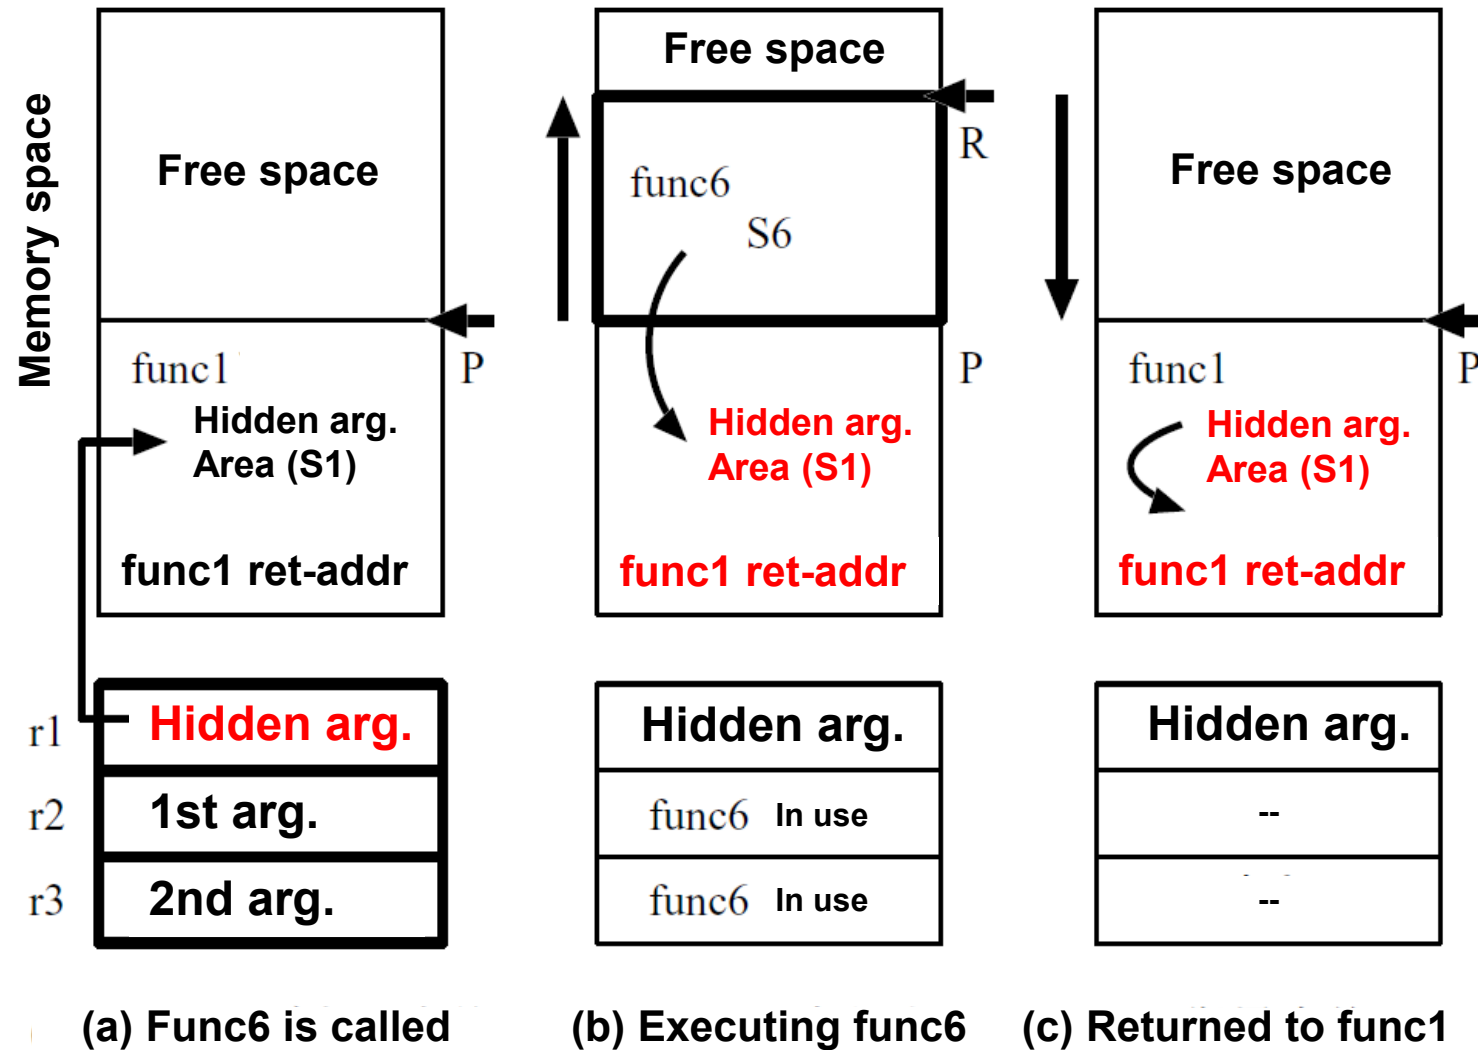 Memory space
Free space
P
func1
Hidden arg.
Area (S1)
func1 ret-addr
r1
Hidden arg.
r2
1st arg.
r3
2nd arg.
(a) Func6 is called
Free space
R
func6
S6
P
Hidden arg.
Area (S1)
func1 ret-addr
Hidden arg.
func6 In use
func6 In use
(b) Executing func6
Free space
P
func1
Hidden arg.
Area (S1)
func1 ret-addr
Hidden arg.
--
--
(c) Returned to func1